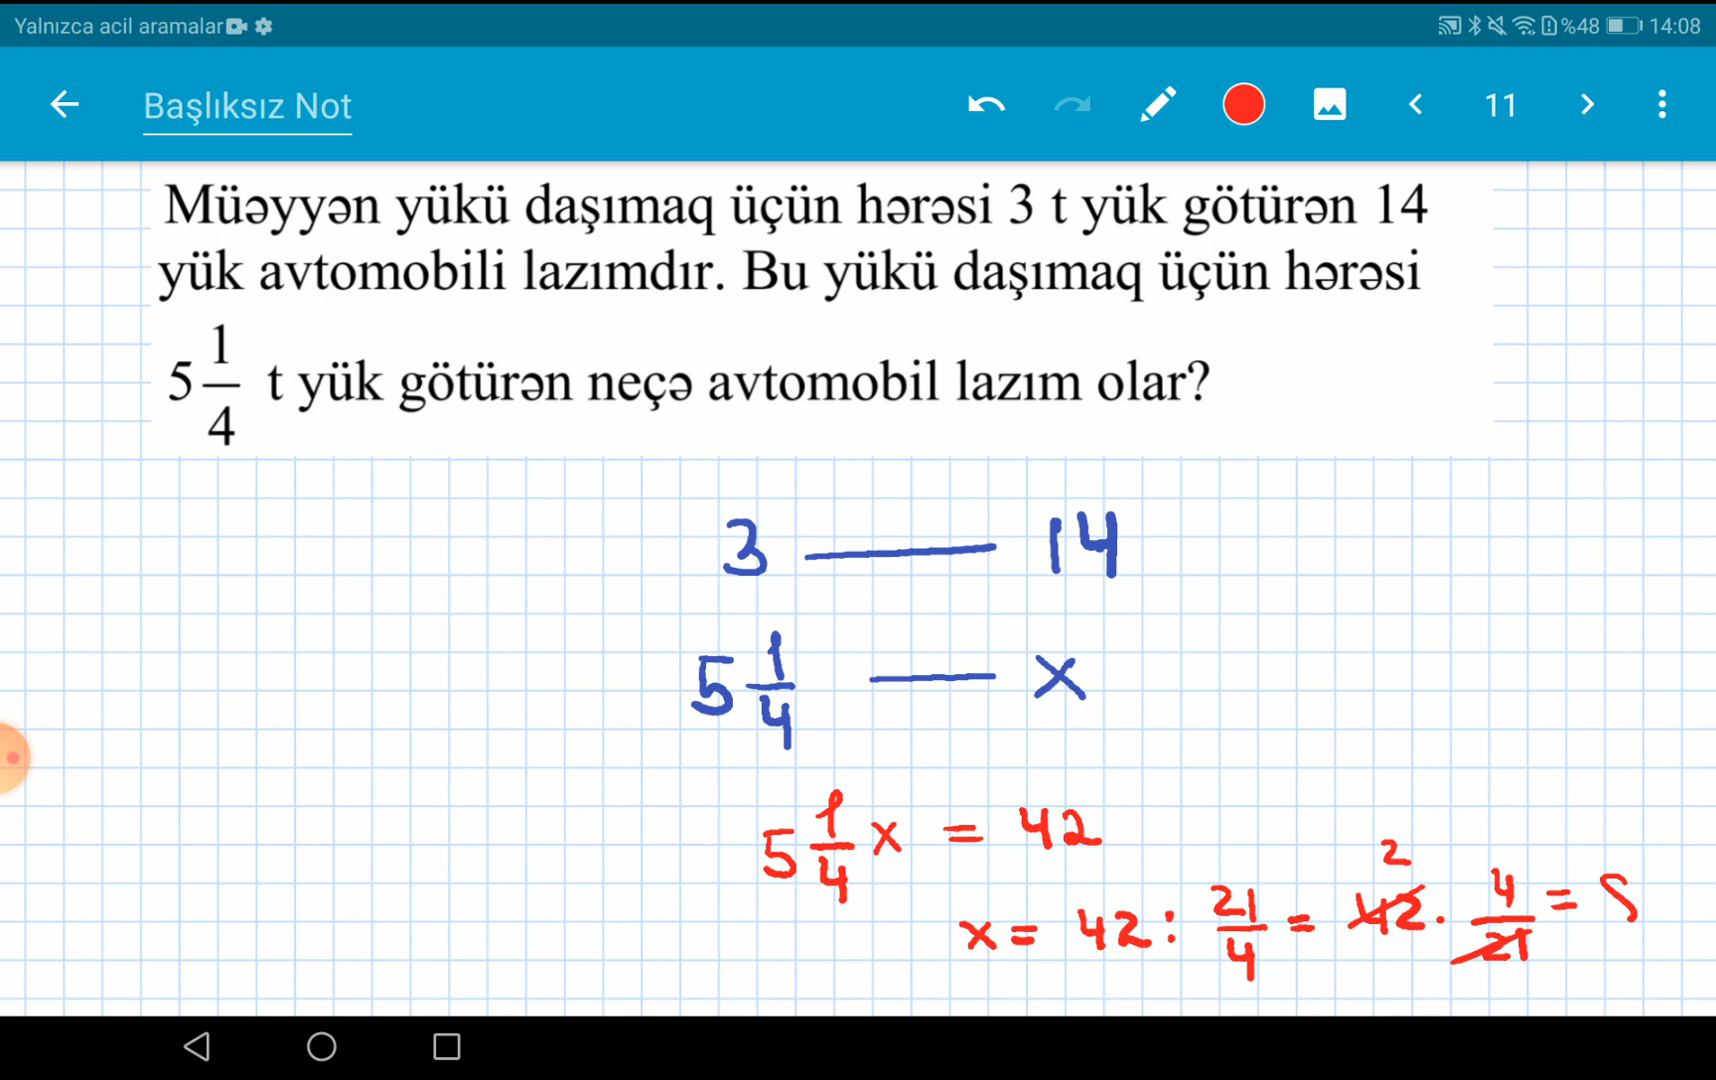 Yalnızca acil aramalar %48 14:08
Başlıksız Not 11
Müəyyən yükü daşımaq üçün hərəsi 3 t yük götürən 14
yük avtomobili lazımdır. Bu yükü daşımaq üçün hərəsi
5 1/4 t yük götürən neçə avtomobil lazım olar?
3 — 14
5 1/4 — x
5 1/4 x = 42
x = 42 : 21/4 = 42 2 · 4/21 =